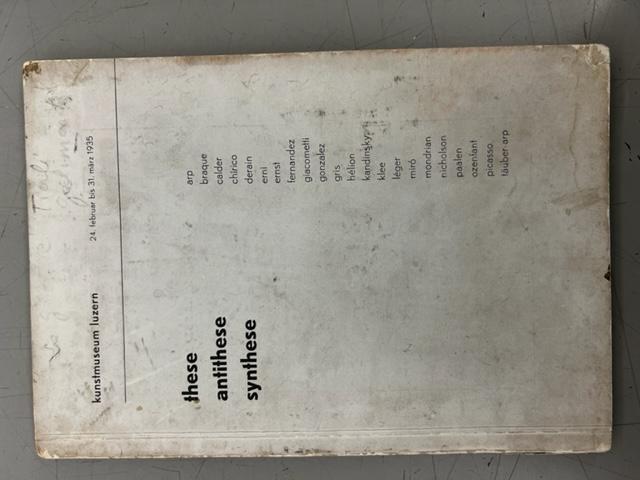 kunstmuseum luzern
24. februar bis 31. märz 1935
these
antithese
synthese
arp
braque
calder
chirico
derain
erni
ernst
fernandez
giacometti
gonzalez
gris
hélion
kandinsky
klee
léger
miró
mondrian
nicholson
paalen
ozenfant
picasso
täuber arp